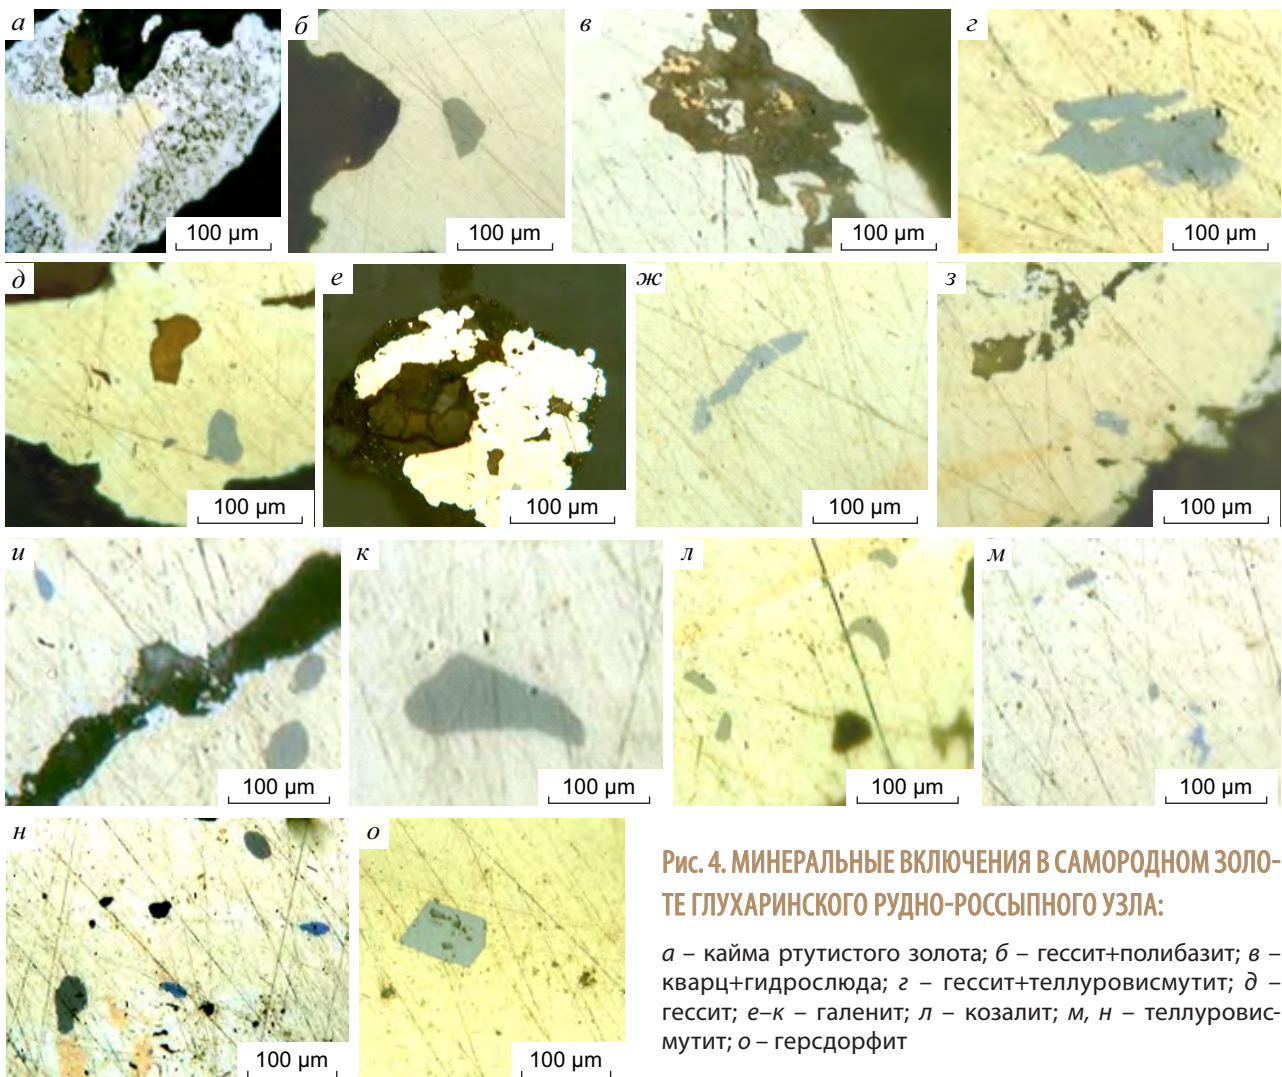 а б в г
100 µm 100 µm 100 µm 100 µm
д е ж з
100 µm 100 µm 100 µm 100 µm
и к л м
100 µm 100 µm 100 µm 100 µm
н о
100 µm 100 µm
Рис. 4. МИНЕРАЛЬНЫЕ ВКЛЮЧЕНИЯ В САМОРОДНОМ ЗОЛО-
ТЕ ГЛУХАРИНСКОГО РУДНО-РОССЫПНОГО УЗЛА:
а – кайма ртутистого золота; б – гессит+полибазит; в –
кварц+гидрослюда; г – гессит+теллуровисмутит; д –
гессит; е–к – галенит; л – козалит; м, н – теллуровис-
мутит; о – герсдорфит